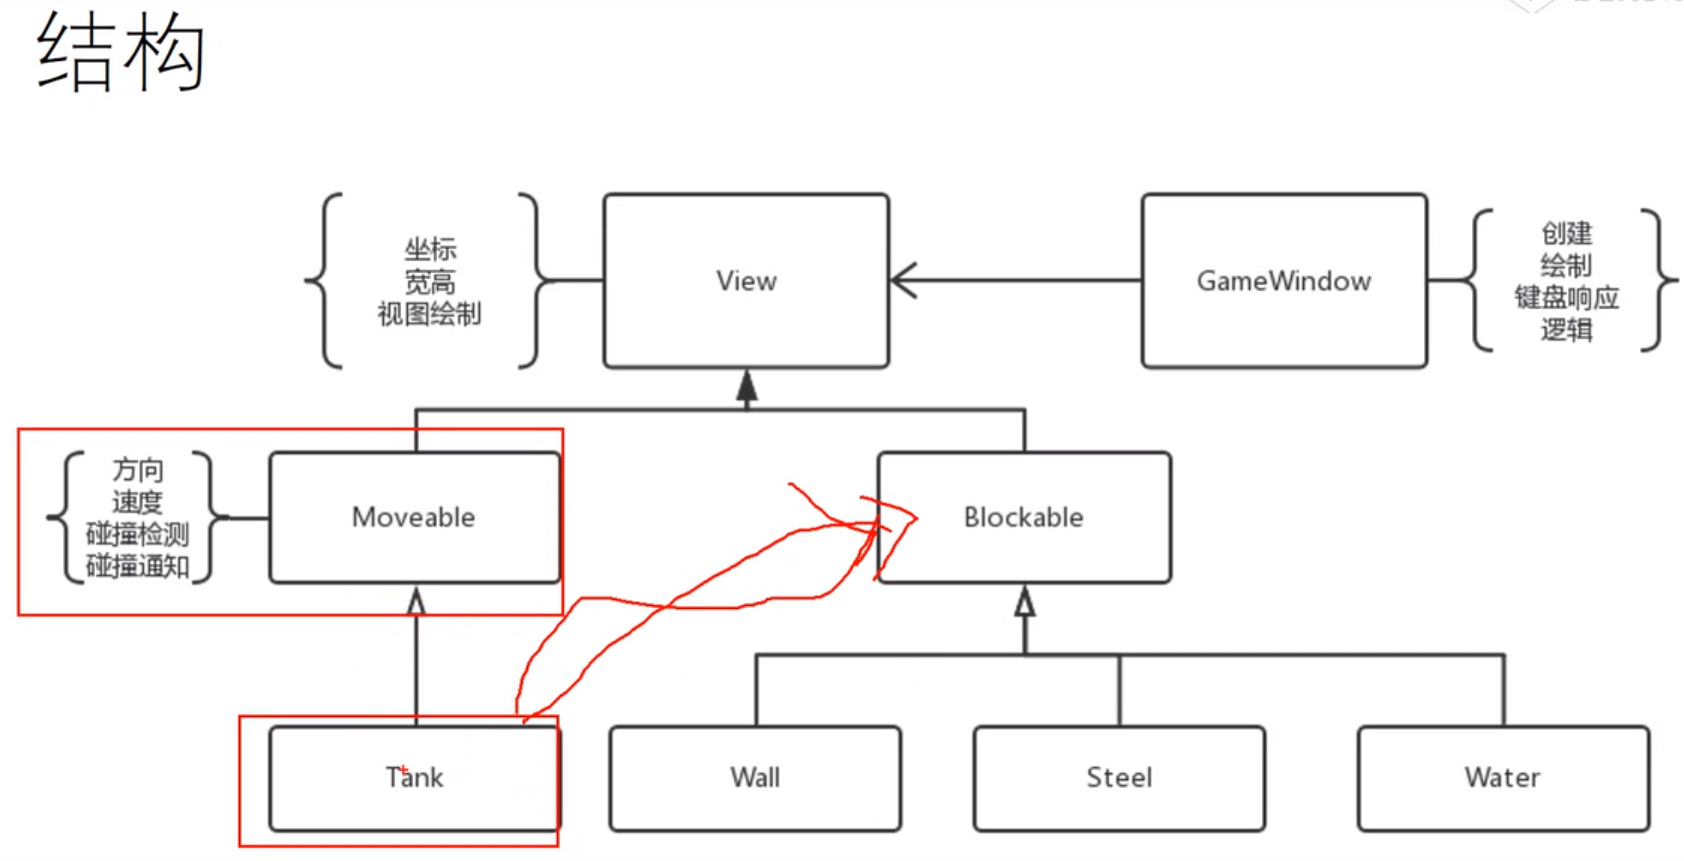 结构
坐标
宽高
视图绘制
View
GameWindow
创建
绘制
键盘响应
逻辑
方向
速度
碰撞检测
碰撞通知
Moveable
Blockable
Tank
Wall
Steel
Water